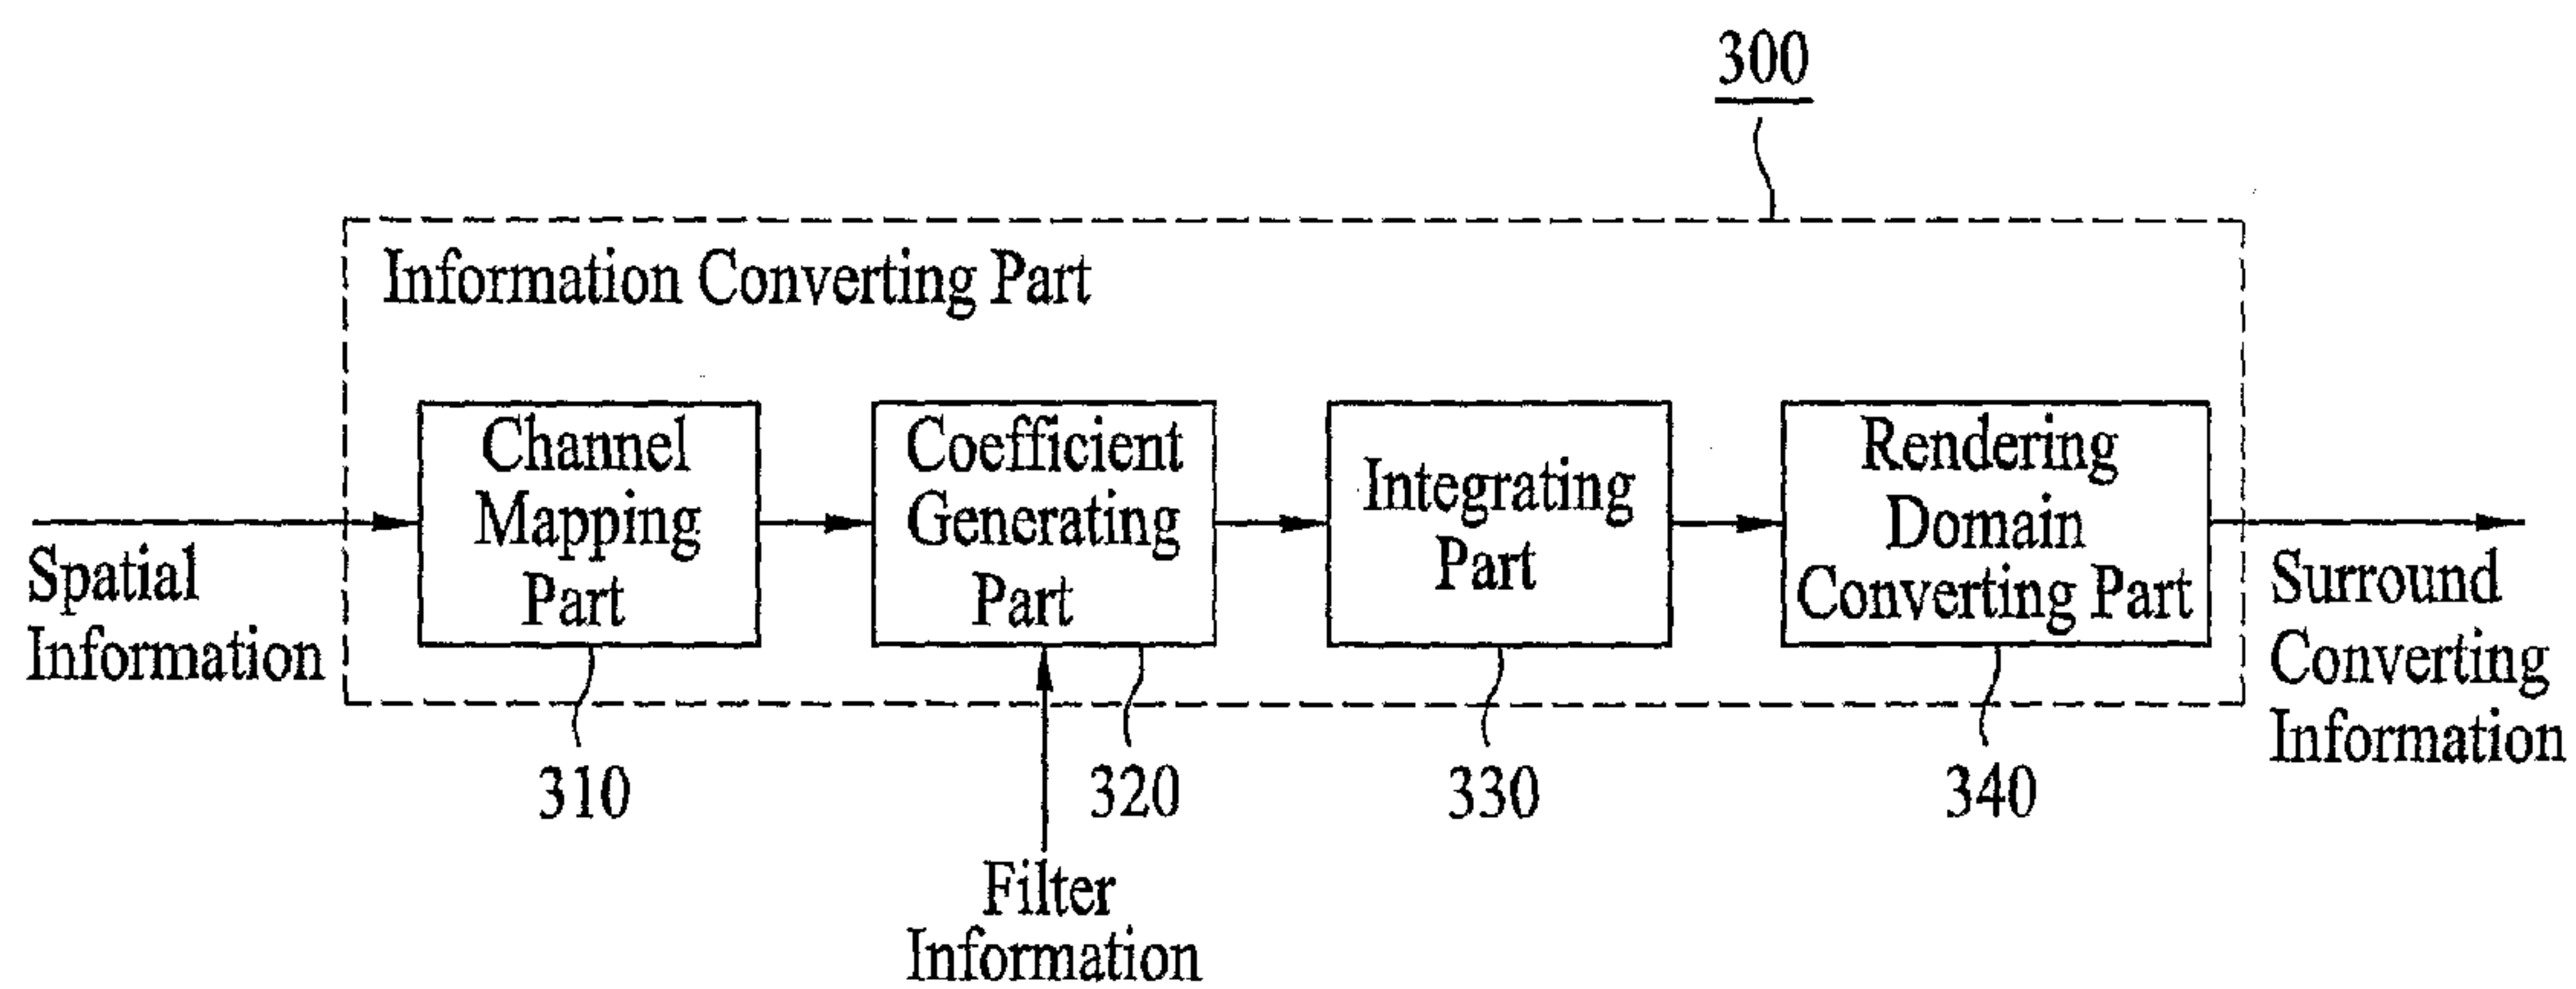 300
Information Converting Part
Channel
Mapping
Part
Coefficient
Generating
Part
Integrating
Part
Rendering
Domain
Converting Part
Spatial
Information
Surround
Converting
Information
310
320
330
340
Filter
Information